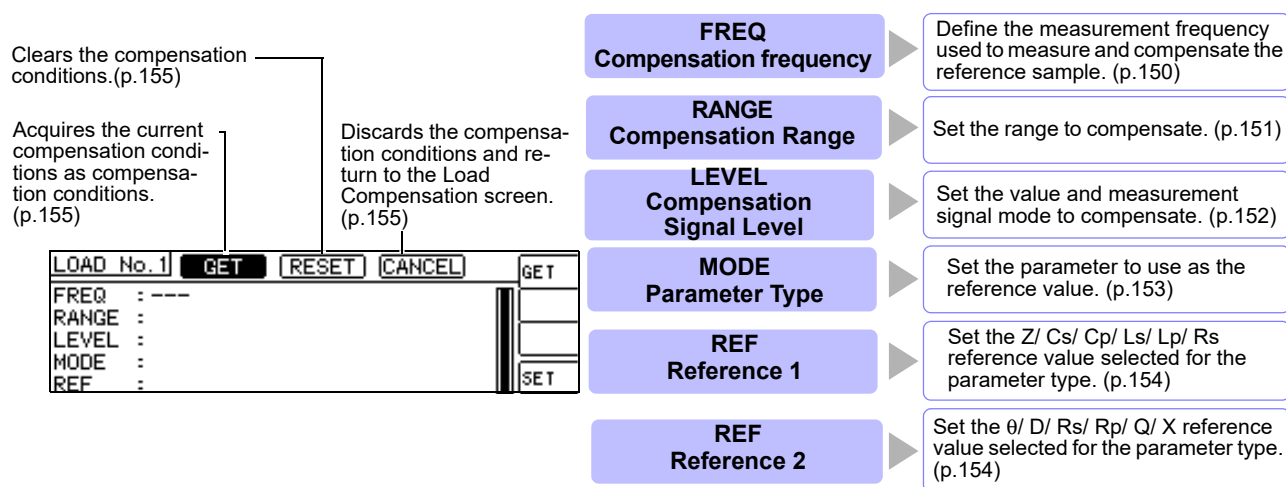 Clears the compensation
conditions.(p.155)
Acquires the current
compensation condi-
tions as compensa-
tion conditions.
(p.155)
Discards the compensa-
tion conditions and re-
turn to the Load
Compensation screen.
(p.155)
LOAD No.1 GET RESET CANCEL GET
FREQ : ---
RANGE :
LEVEL :
MODE :
REF : SET
FREQ
Compensation frequency
Define the measurement frequency
used to measure and compensate the
reference sample. (p.150)
RANGE
Compensation Range
Set the range to compensate. (p.151)
LEVEL
Compensation
Signal Level
Set the value and measurement
signal mode to compensate. (p.152)
MODE
Parameter Type
Set the parameter to use as the
reference value. (p.153)
REF
Reference 1
Set the Z/ Cs/ Cp/ Ls/ Lp/ Rs
reference value selected for the
parameter type. (p.154)
REF
Reference 2
Set the θ/ D/ Rs/ Rp/ Q/ X reference
value selected for the parameter type.
(p.154)